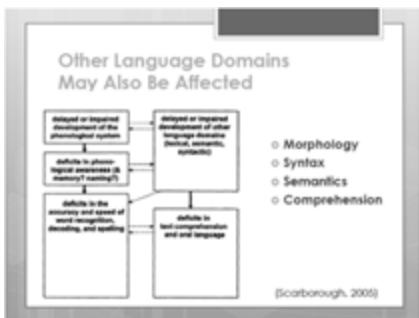 Other Language Domains
May Also Be Affected
delayed or impaired
development of the
phonological system
delayed or impaired
development of other
language domains
(lexical, semantic,
syntactic)
deficits in phono-
logical awareness (&
memory? naming?)
deficits in the
accuracy and speed of
word recognition,
decoding, and spelling
deficits in
text comprehension
and oral language
Morphology
Syntax
Semantics
Comprehension
(Scarborough, 2005)